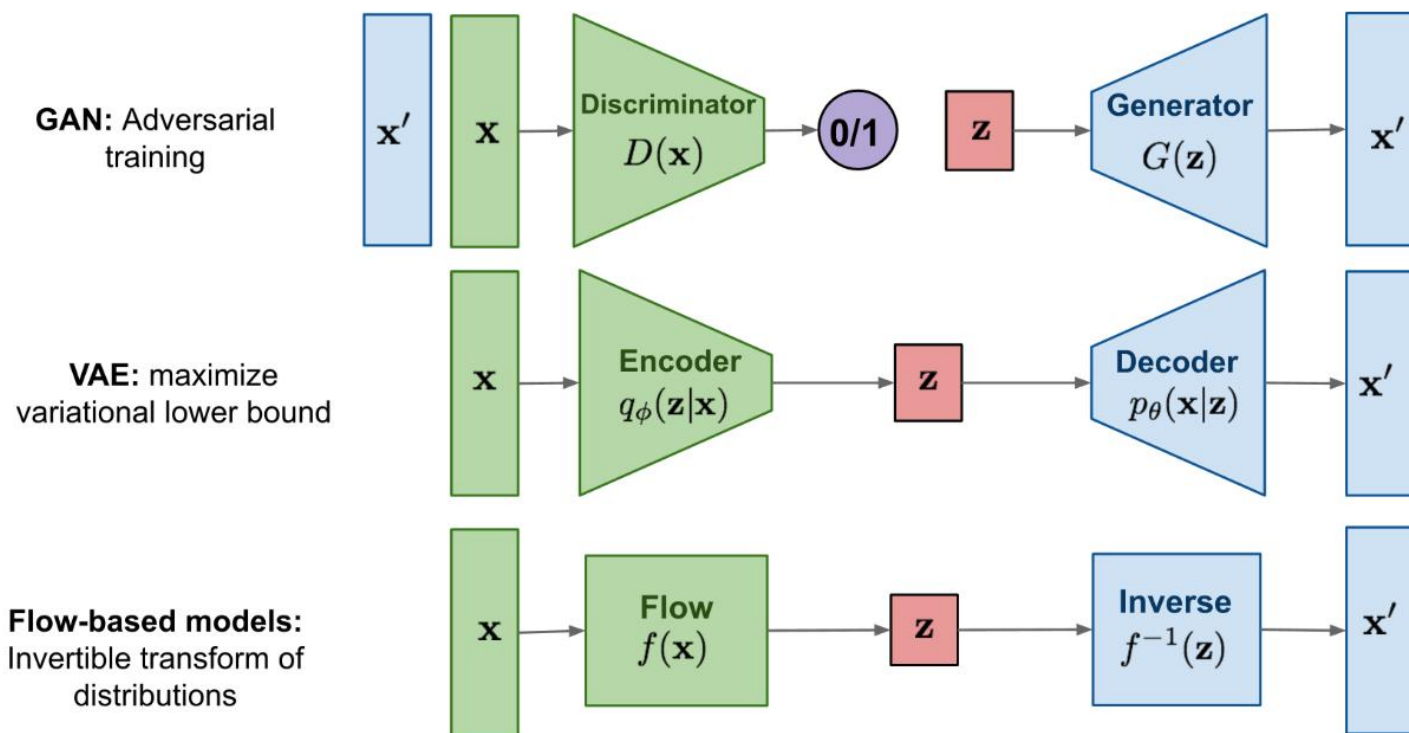 GAN: Adversarial
training
x′
x
Discriminator
D(x)
0/1
z
Generator
G(z)
x′
VAE: maximize
variational lower bound
x
Encoder
qϕ(z|x)
z
Decoder
pθ(x|z)
x′
Flow-based models:
Invertible transform of
distributions
x
Flow
f(x)
z
Inverse
f⁻¹(z)
x′